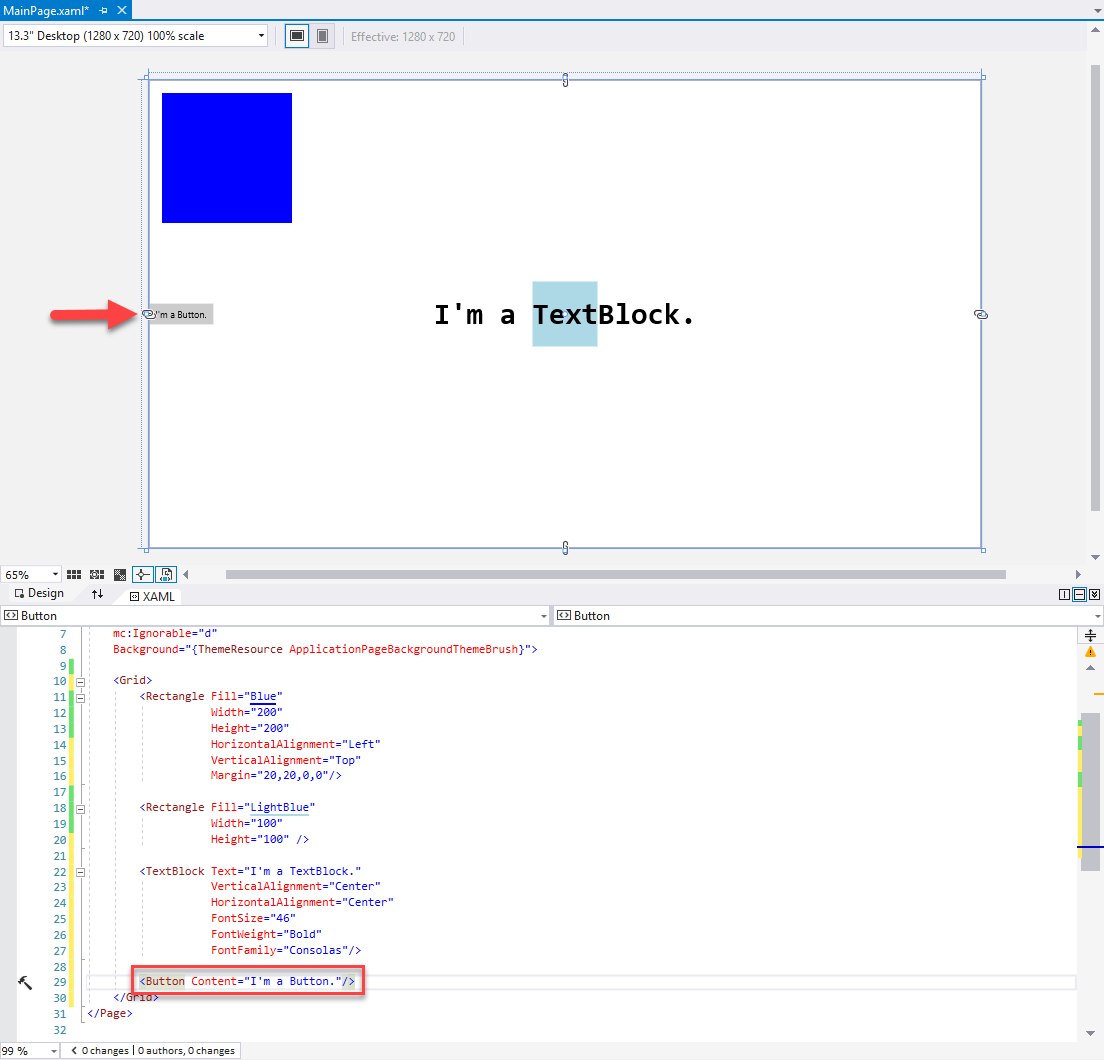 MainPage.xaml*
13.3" Desktop (1280 x 720) 100% scale
Effective: 1280 x 720
I'm a Button.
I'm a TextBlock.
65%
Design
XAML
Button
Button
7 mc:Ignorable="d"
8 Background="{ThemeResource ApplicationPageBackgroundThemeBrush}">
9
10 <Grid>
11 <Rectangle Fill="Blue"
12 Width="200"
13 Height="200"
14 HorizontalAlignment="Left"
15 VerticalAlignment="Top"
16 Margin="20,20,0,0"/>
17
18 <Rectangle Fill="LightBlue"
19 Width="100"
20 Height="100" />
21
22 <TextBlock Text="I'm a TextBlock."
23 VerticalAlignment="Center"
24 HorizontalAlignment="Center"
25 FontSize="46"
26 FontWeight="Bold"
27 FontFamily="Consolas"/>
28
29 <Button Content="I'm a Button."/>
30 </Grid>
31 </Page>
32
99 %
0 changes | 0 authors, 0 changes